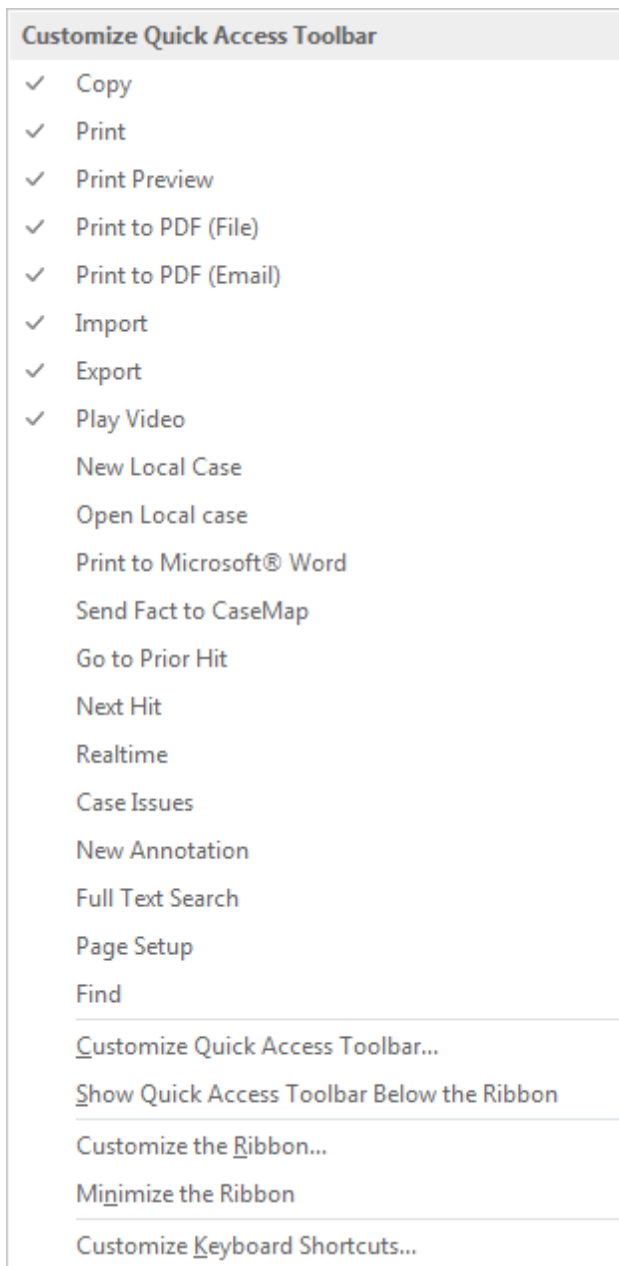 Customize Quick Access Toolbar
Copy
Print
Print Preview
Print to PDF (File)
Print to PDF (Email)
Import
Export
Play Video
New Local Case
Open Local case
Print to Microsoft® Word
Send Fact to CaseMap
Go to Prior Hit
Next Hit
Realtime
Case Issues
New Annotation
Full Text Search
Page Setup
Find
Customize Quick Access Toolbar...
Show Quick Access Toolbar Below the Ribbon
Customize the Ribbon...
Minimize the Ribbon
Customize Keyboard Shortcuts...